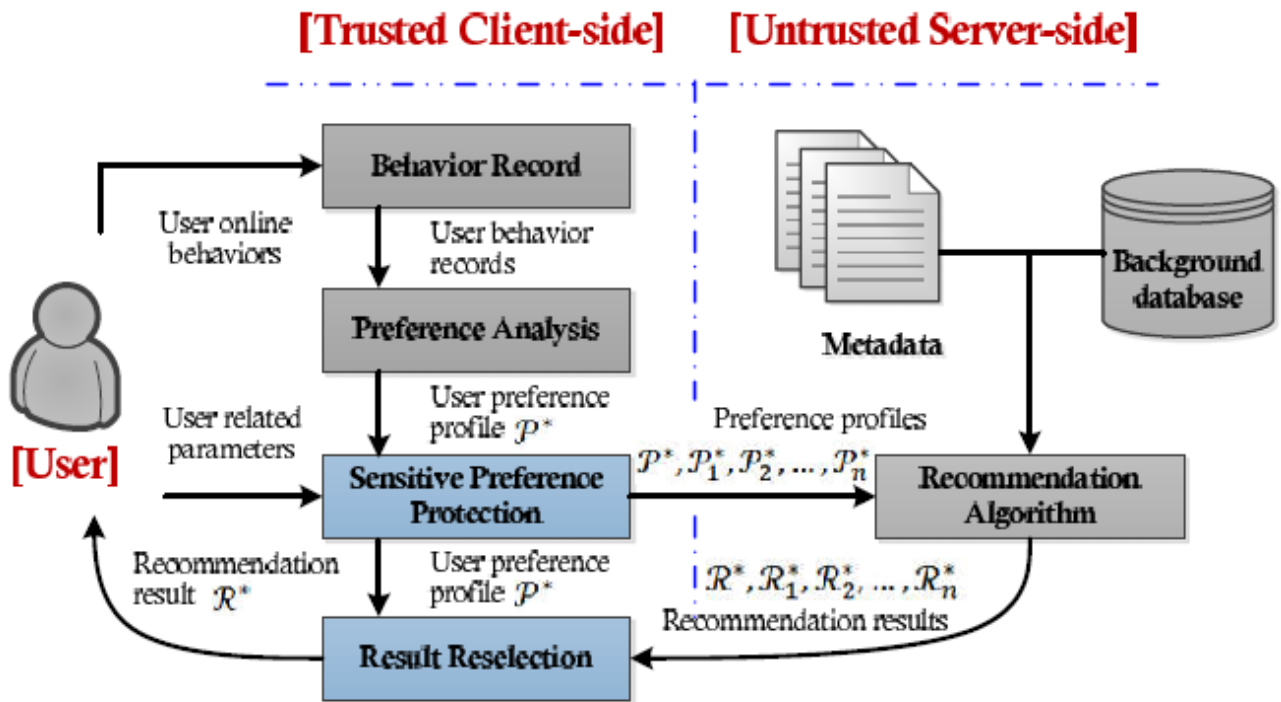 [Trusted Client-side]
[Untrusted Server-side]
Behavior Record
User online
behaviors
User behavior
records
Preference Analysis
Metadata
Background
database
[User]
User related
parameters
User preference
profile 𝒫*
Preference profiles
𝒫*, 𝒫₁*, 𝒫₂*, ..., 𝒫ₙ*
Sensitive Preference
Protection
Recommendation
Algorithm
Recommendation
result ℛ*
User preference
profile 𝒫*
ℛ*, ℛ₁*, ℛ₂*, ..., ℛₙ*
Recommendation results
Result Reselection